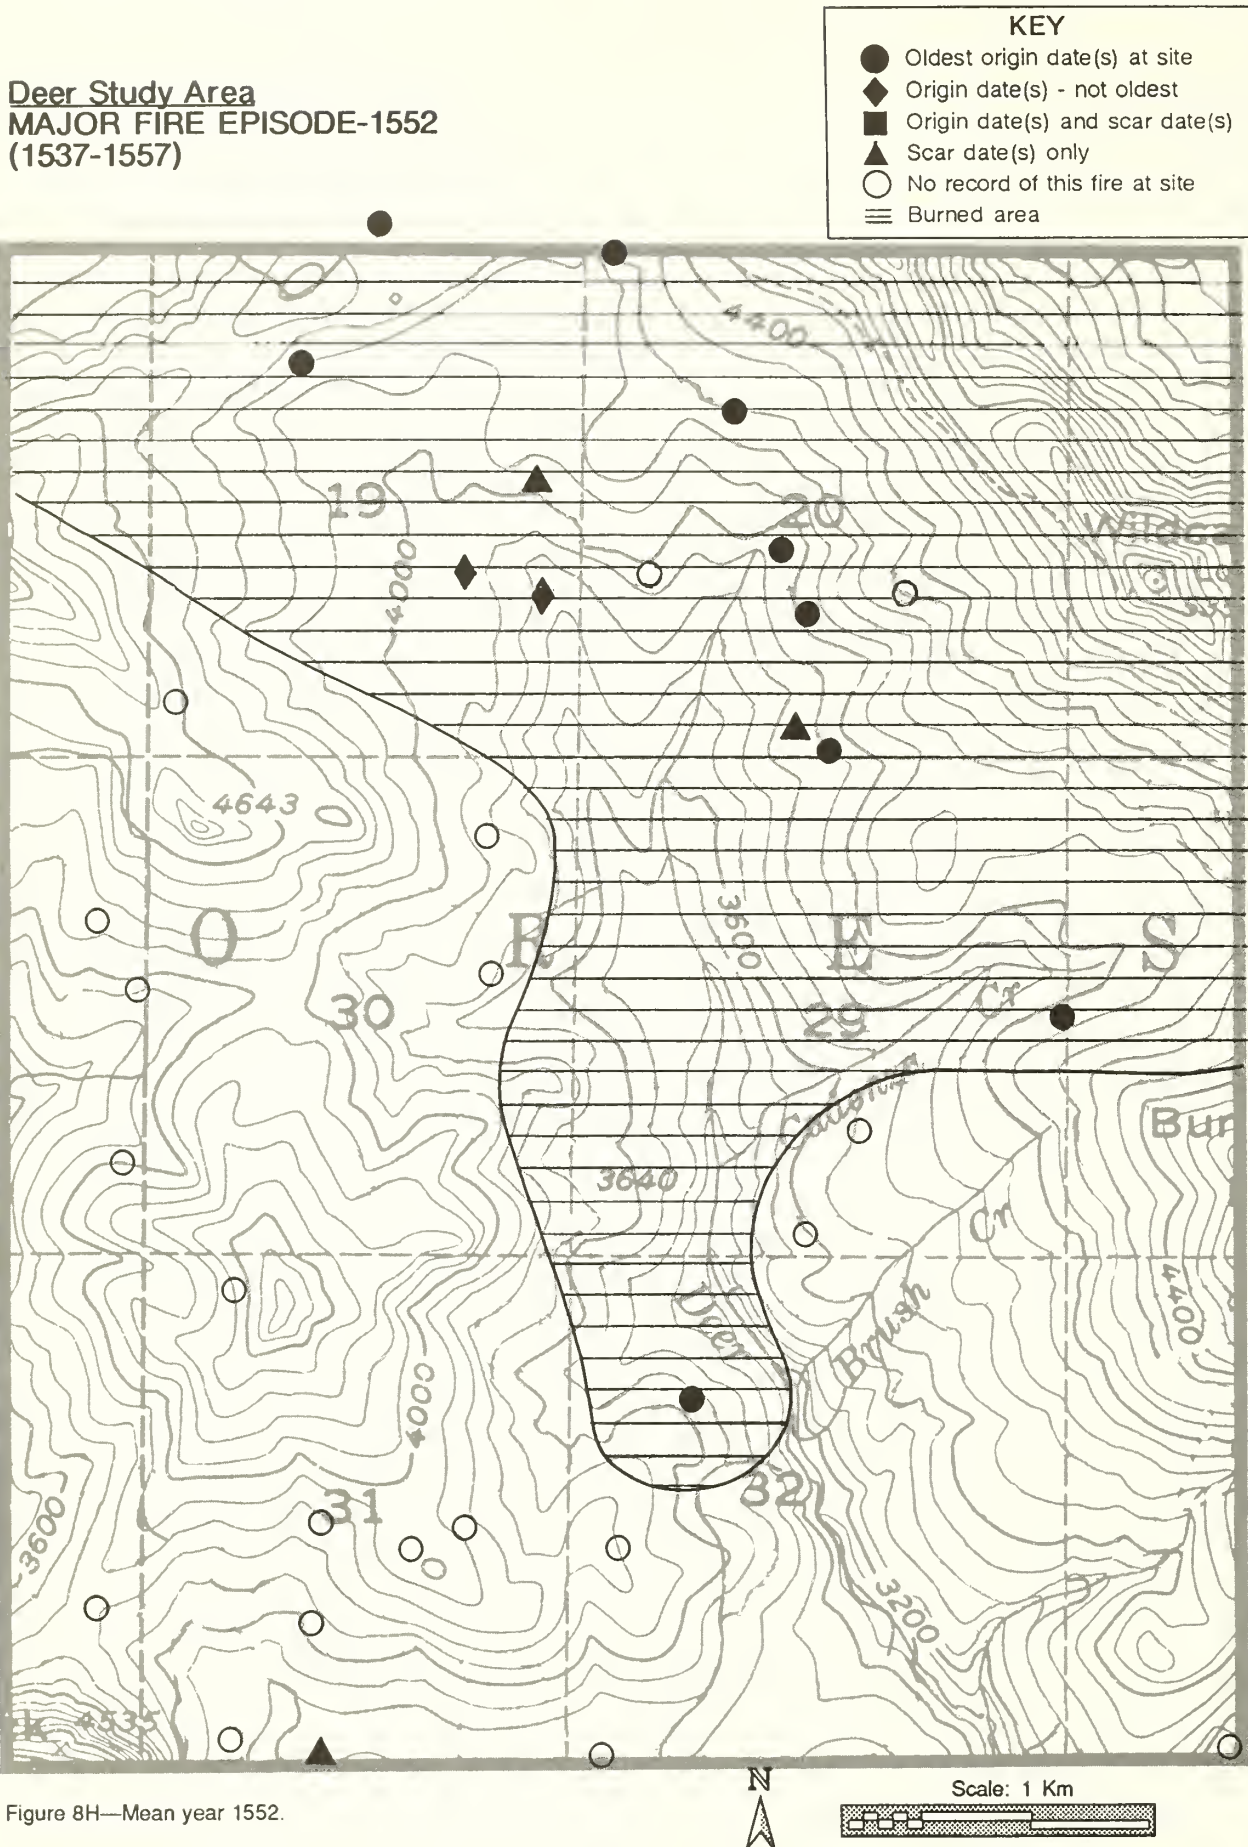 KEY
Oldest origin date(s) at site
Origin date(s) - not oldest
Origin date(s) and scar date(s)
Scar date(s) only
No record of this fire at site
Burned area
Deer Study Area
MAJOR FIRE EPISODE-1552
(1537-1557)
4400
19
20
4000
Wildca
4643
3600
O R E S
Cr
30
29
Bur
3640
Cr
Deer
Brush
4400
4000
31
32
3600
3200
4535
N
Scale: 1 Km
Figure 8H—Mean year 1552.